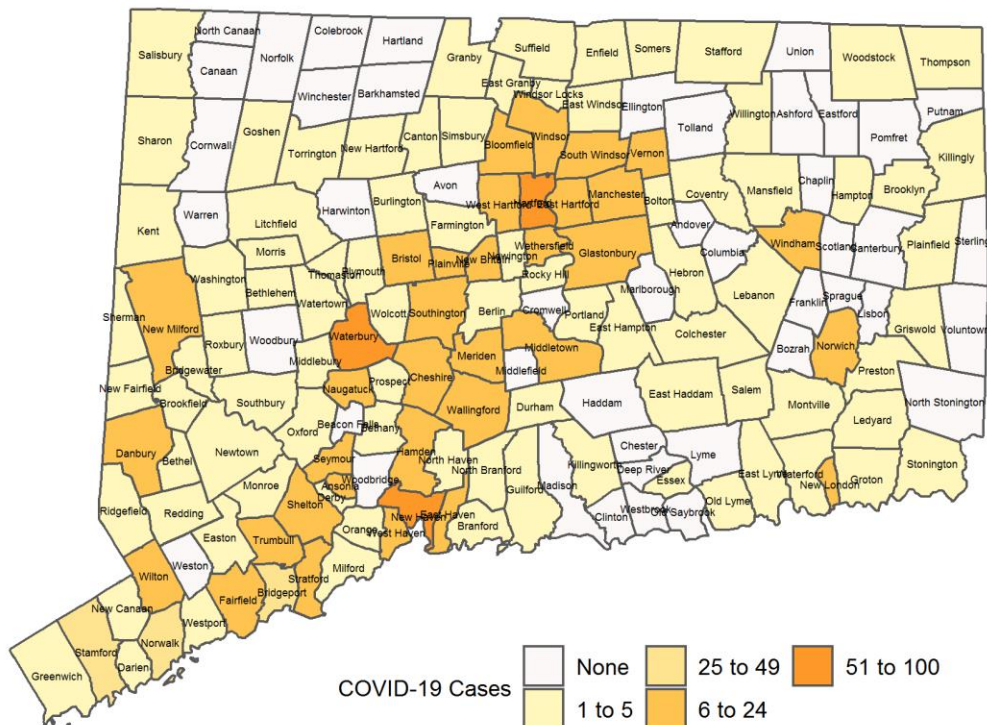 North Canaan
Colebrook
Hartland
Salisbury
Canaan
Norfolk
Granby
Suffield
Enfield
Somers
Stafford
Union
Woodstock
Thompson
Winchester
Barkhamsted
East Granby
Windsor Locks
East Windsor
Ellington
Putnam
Sharon
Cornwall
Goshen
Torrington
New Hartford
Canton
Simsbury
Bloomfield
Windsor
South Windsor
Vernon
Tolland
Willington
Ashford
Eastford
Pomfret
Killingly
Kent
Warren
Litchfield
Harwinton
Burlington
Avon
Farmington
West Hartford
Hartford
East Hartford
Manchester
Bolton
Coventry
Andover
Mansfield
Chaplin
Hampton
Brooklyn
Morris
Bristol
Plainville
New Britain
Newington
Wethersfield
Rocky Hill
Glastonbury
Columbia
Windham
Scotland
Canterbury
Plainfield
Sterling
Washington
Bethlehem
Thomaston
Plymouth
Watertown
Wolcott
Southington
Berlin
Cromwell
Portland
East Hampton
Marlborough
Hebron
Lebanon
Franklin
Sprague
Lisbon
Griswold
Voluntown
Sherman
New Milford
Roxbury
Woodbury
Waterbury
Middlebury
Meriden
Middletown
Middlefield
Colchester
Bozrah
Norwich
Preston
Bridgewater
New Fairfield
Brookfield
Southbury
Naugatuck
Prospect
Cheshire
Wallingford
Durham
Haddam
East Haddam
Salem
Montville
North Stonington
Ledyard
Danbury
Bethel
Newtown
Oxford
Beacon Falls
Bethany
Hamden
North Haven
North Branford
Guilford
Madison
Killingworth
Chester
Deep River
Essex
Lyme
East Lyme
Waterford
New London
Groton
Stonington
Ridgefield
Redding
Monroe
Seymour
Ansonia
Derby
Woodbridge
Shelton
Orange
West Haven
New Haven
East Haven
Branford
Clinton
Westbrook
Old Saybrook
Old Lyme
Easton
Trumbull
Milford
Weston
Wilton
Stratford
Bridgeport
Fairfield
New Canaan
Westport
Norwalk
Stamford
Darien
Greenwich
COVID-19 Cases
None
25 to 49
51 to 100
1 to 5
6 to 24